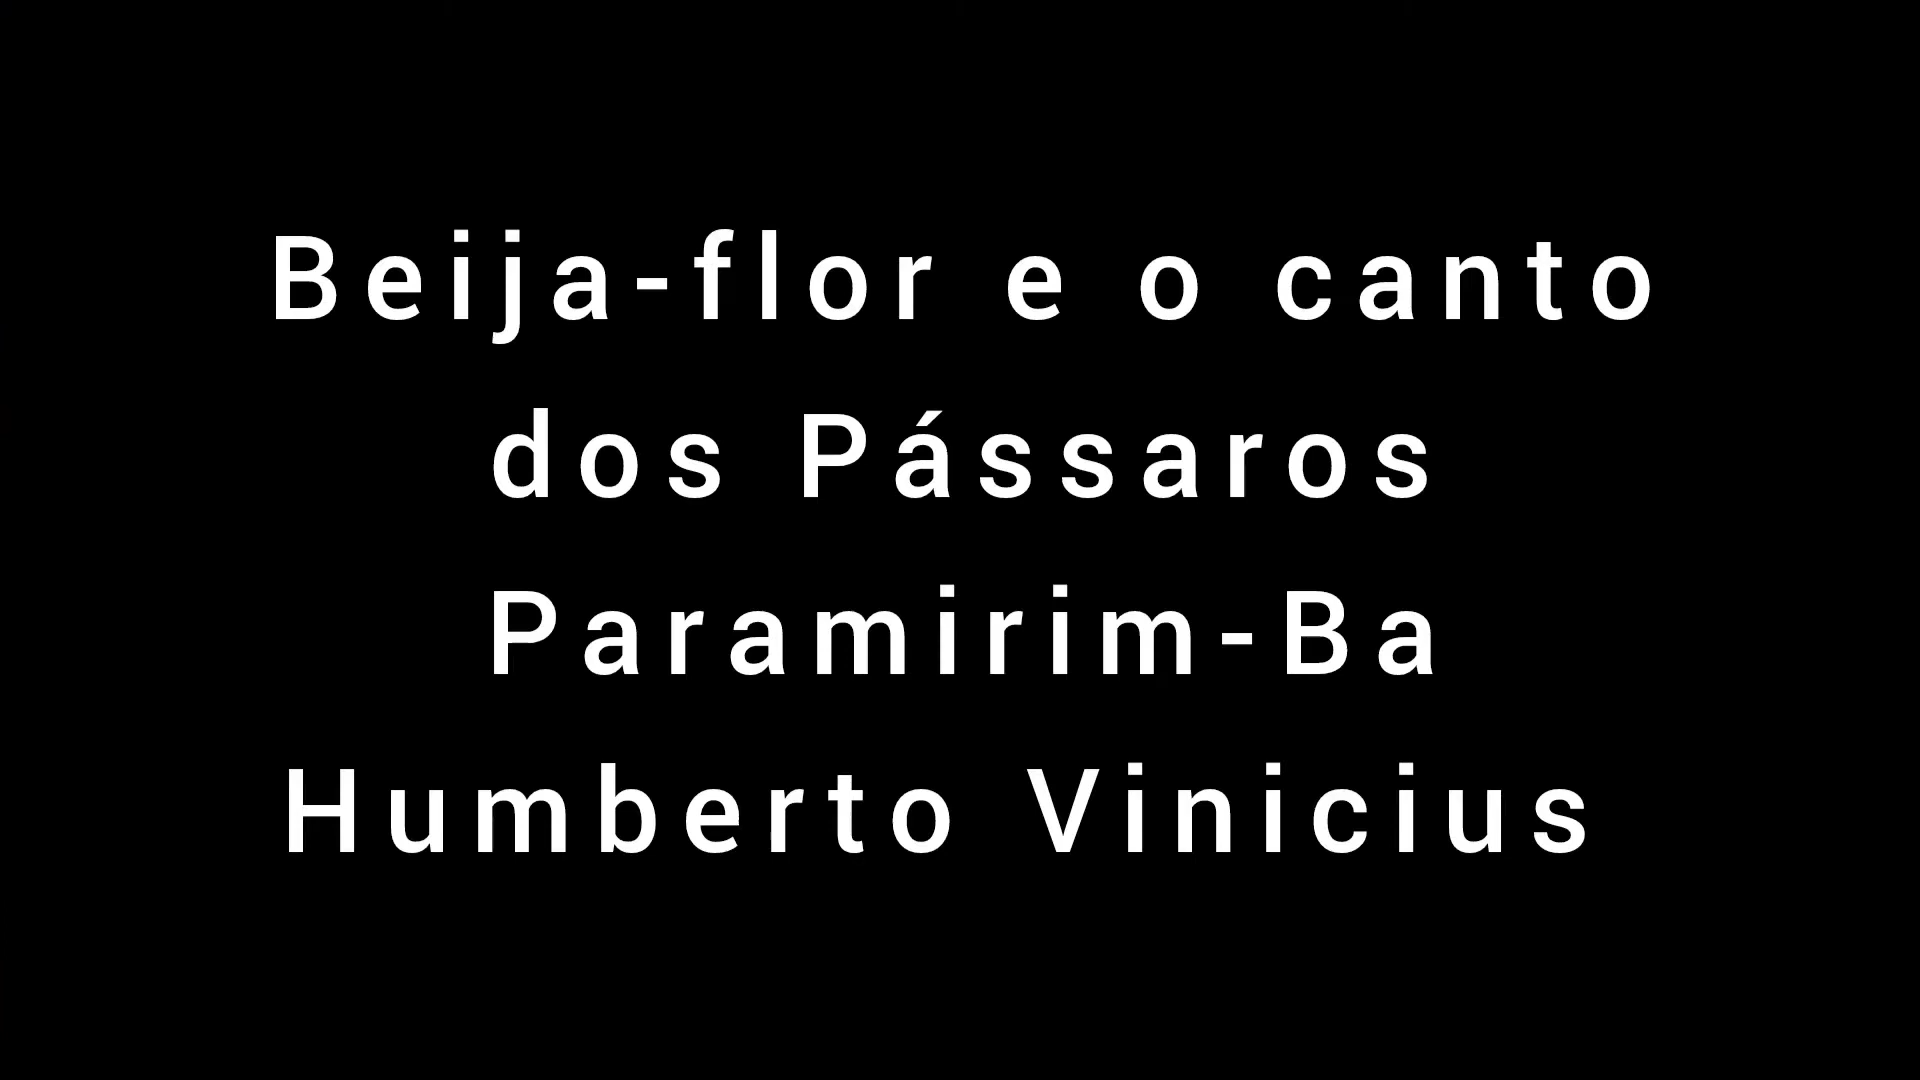 Beija-flor e o canto
dos Pássaros
Paramirim-Ba
Humberto Vinicius